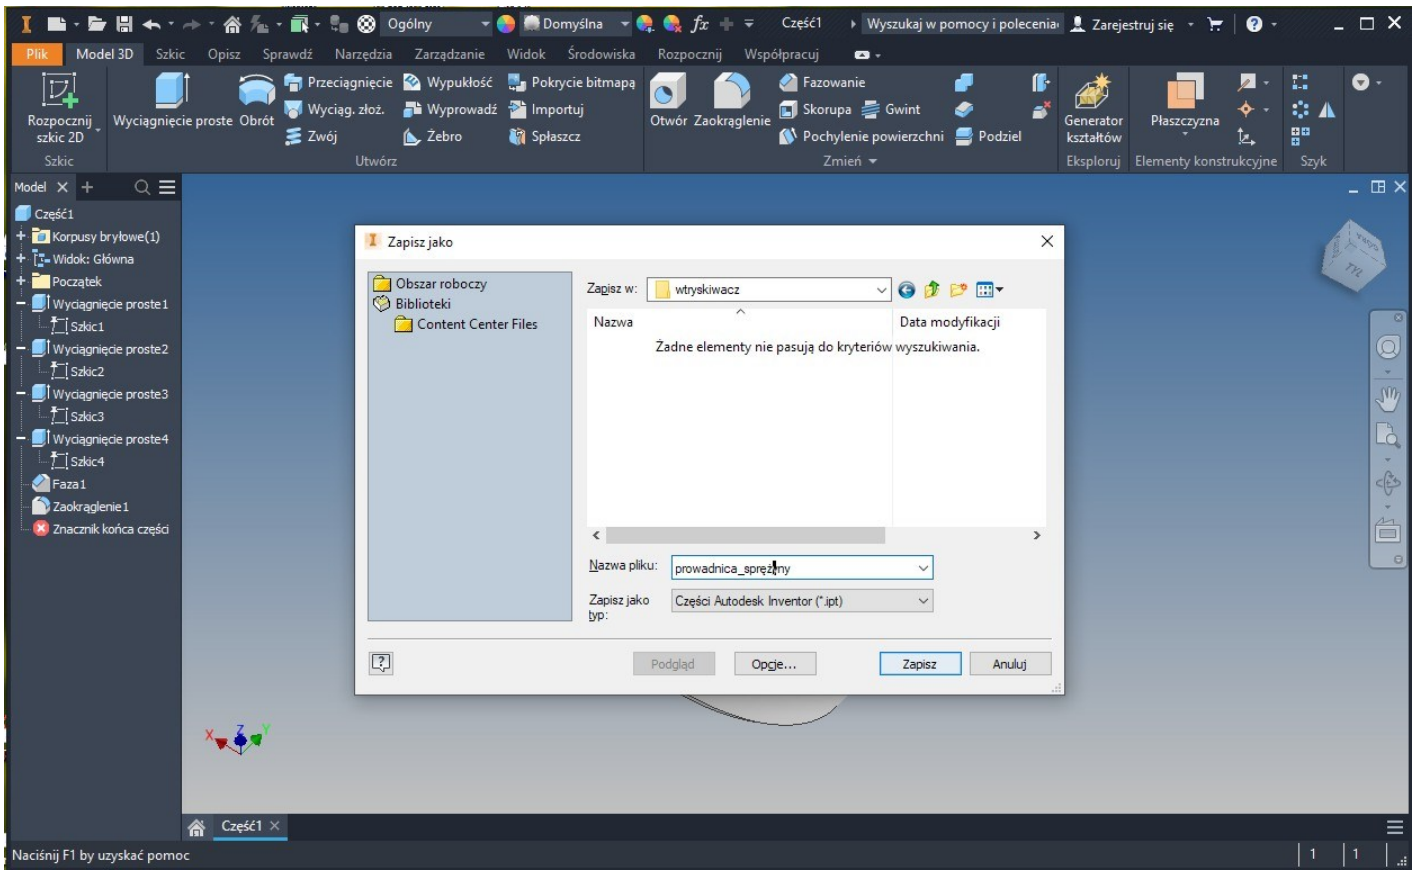 Ogólny
Domyślna
fx
Część1
Wyszukaj w pomocy i polecenia
Zarejestruj się
Plik Model 3D Szkic Opisz Sprawdź Narzędzia Zarządzanie Widok Środowiska Rozpocznij Współpracuj
Rozpocznij szkic 2D
Wyciągnięcie proste
Obrót
Przeciągnięcie
Wyciąg. złoż.
Zwój
Wypukłość
Wyprowadź
Żebro
Pokrycie bitmapą
Importuj
Spłaszcz
Otwór
Zaokrąglenie
Fazowanie
Skorupa
Gwint
Pochylenie powierzchni
Podziel
Generator kształtów
Płaszczyzna
Szkic
Utwórz
Zmień
Eksploruj
Elementy konstrukcyjne
Szyk
Model
Część1
Korpusy bryłowe(1)
Widok: Główna
Początek
Wyciągnięcie proste1
Szkic1
Wyciągnięcie proste2
Szkic2
Wyciągnięcie proste3
Szkic3
Wyciągnięcie proste4
Szkic4
Faza1
Zaokrąglenie1
Znacznik końca części
Zapisz jako
Obszar roboczy
Biblioteki
Content Center Files
Zapisz w:
wtryskiwacz
Nazwa
Data modyfikacji
Żadne elementy nie pasują do kryteriów wyszukiwania.
Nazwa pliku:
prowadnica_sprężyny
Zapisz jako typ:
Części Autodesk Inventor (*.ipt)
Podgląd
Opcje...
Zapisz
Anuluj
X
Z
Y
Część1
Naciśnij F1 by uzyskać pomoc
1
1